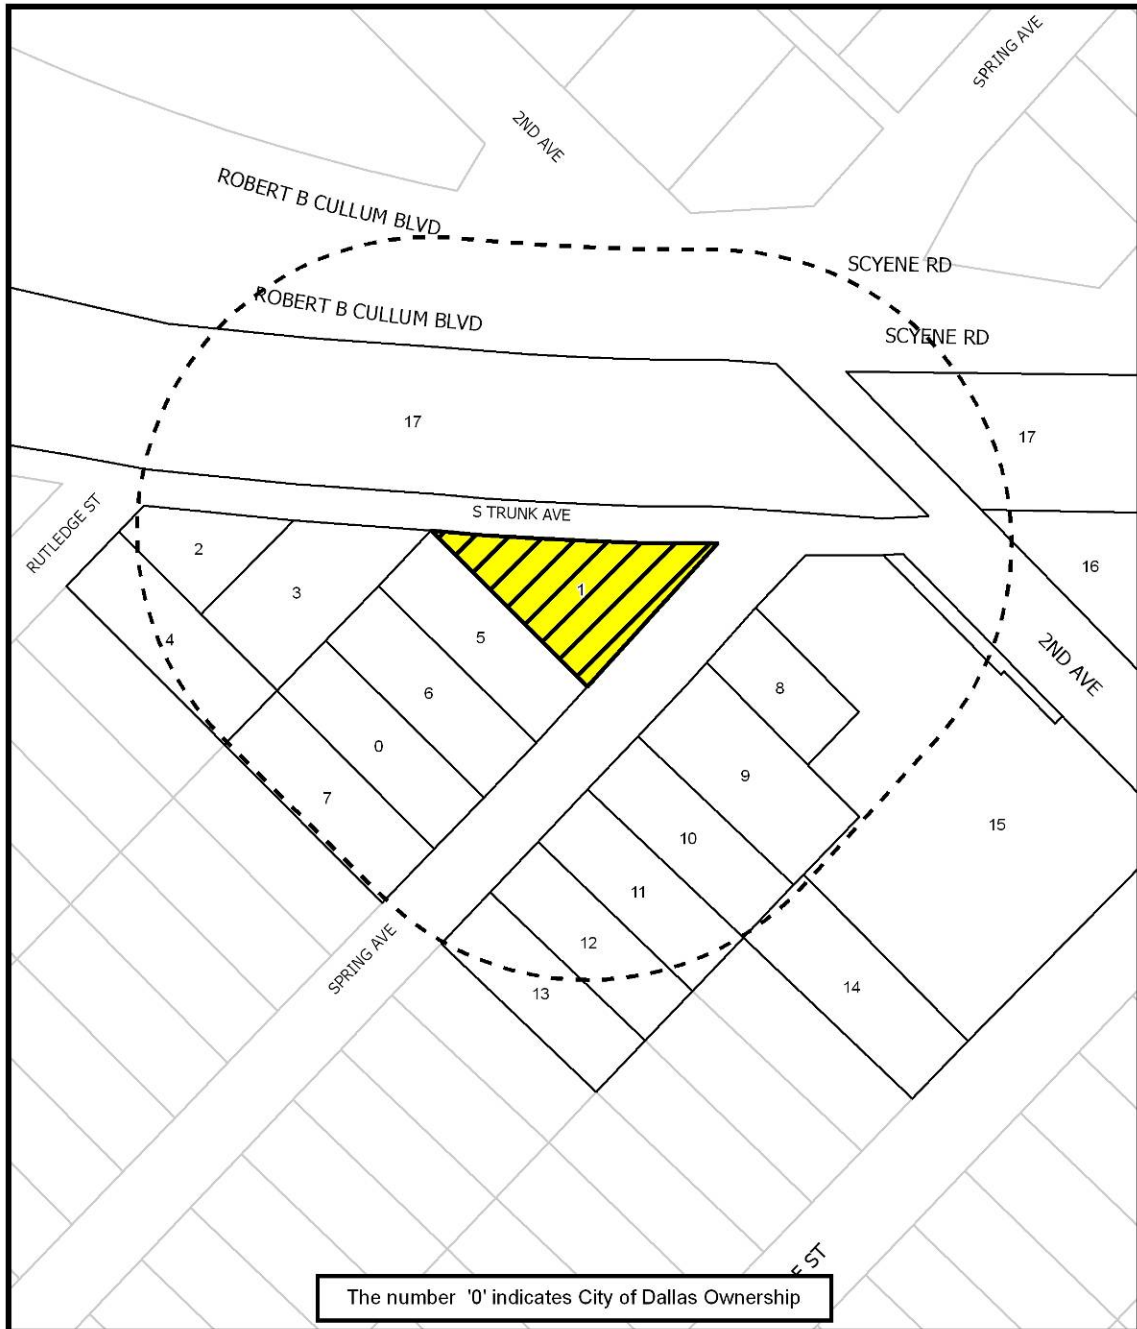 SPRING AVE
2ND AVE
ROBERT B CULLUM BLVD
SCYENE RD
ROBERT B CULLUM BLVD
SCYENE RD
17
17
S TRUNK AVE
RUTLEDGE ST
2
3
1
16
4
5
2ND AVE
6
8
0
9
7
15
10
11
12
SPRING AVE
14
13
ST
The number '0' indicates City of Dallas Ownership